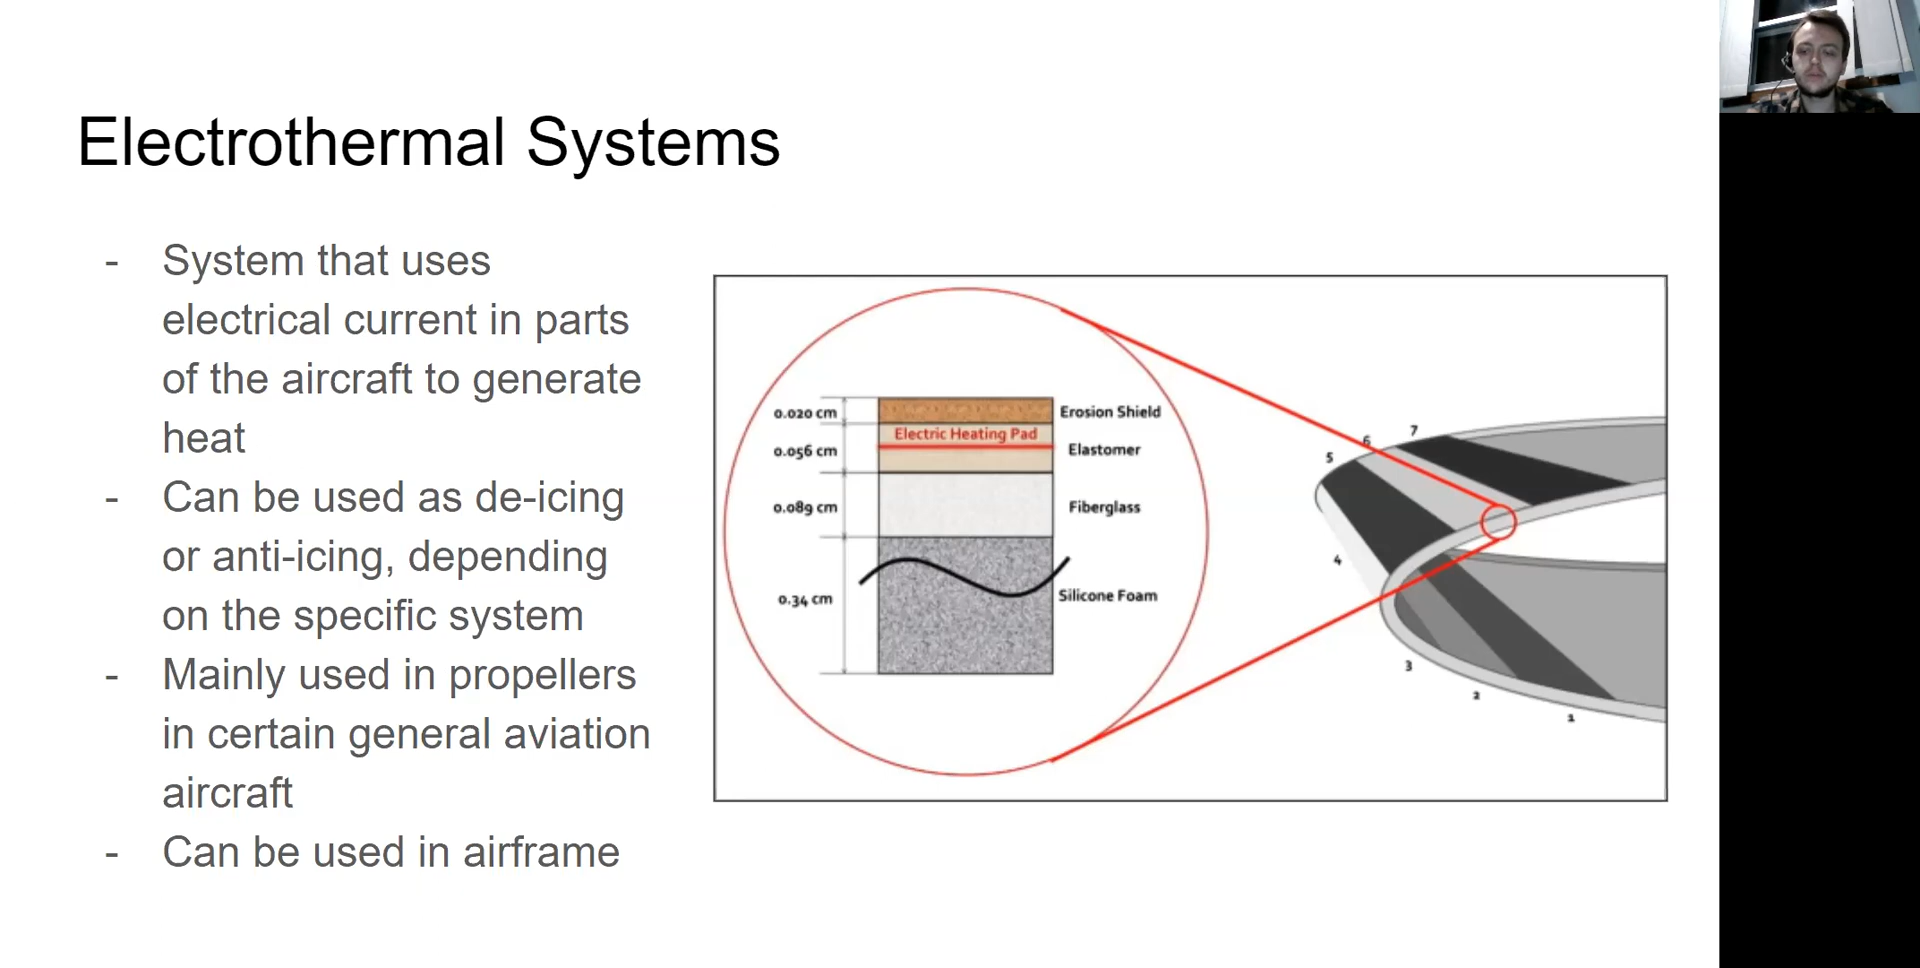 Electrothermal Systems
- System that uses
electrical current in parts
of the aircraft to generate
heat
- Can be used as de-icing
or anti-icing, depending
on the specific system
- Mainly used in propellers
in certain general aviation
aircraft
- Can be used in airframe
0.020 cm
Erosion Shield
Electric Heating Pad
0.056 cm
Elastomer
0.089 cm
Fiberglass
0.34 cm
Silicone Foam
7
6
5
4
3
2
1